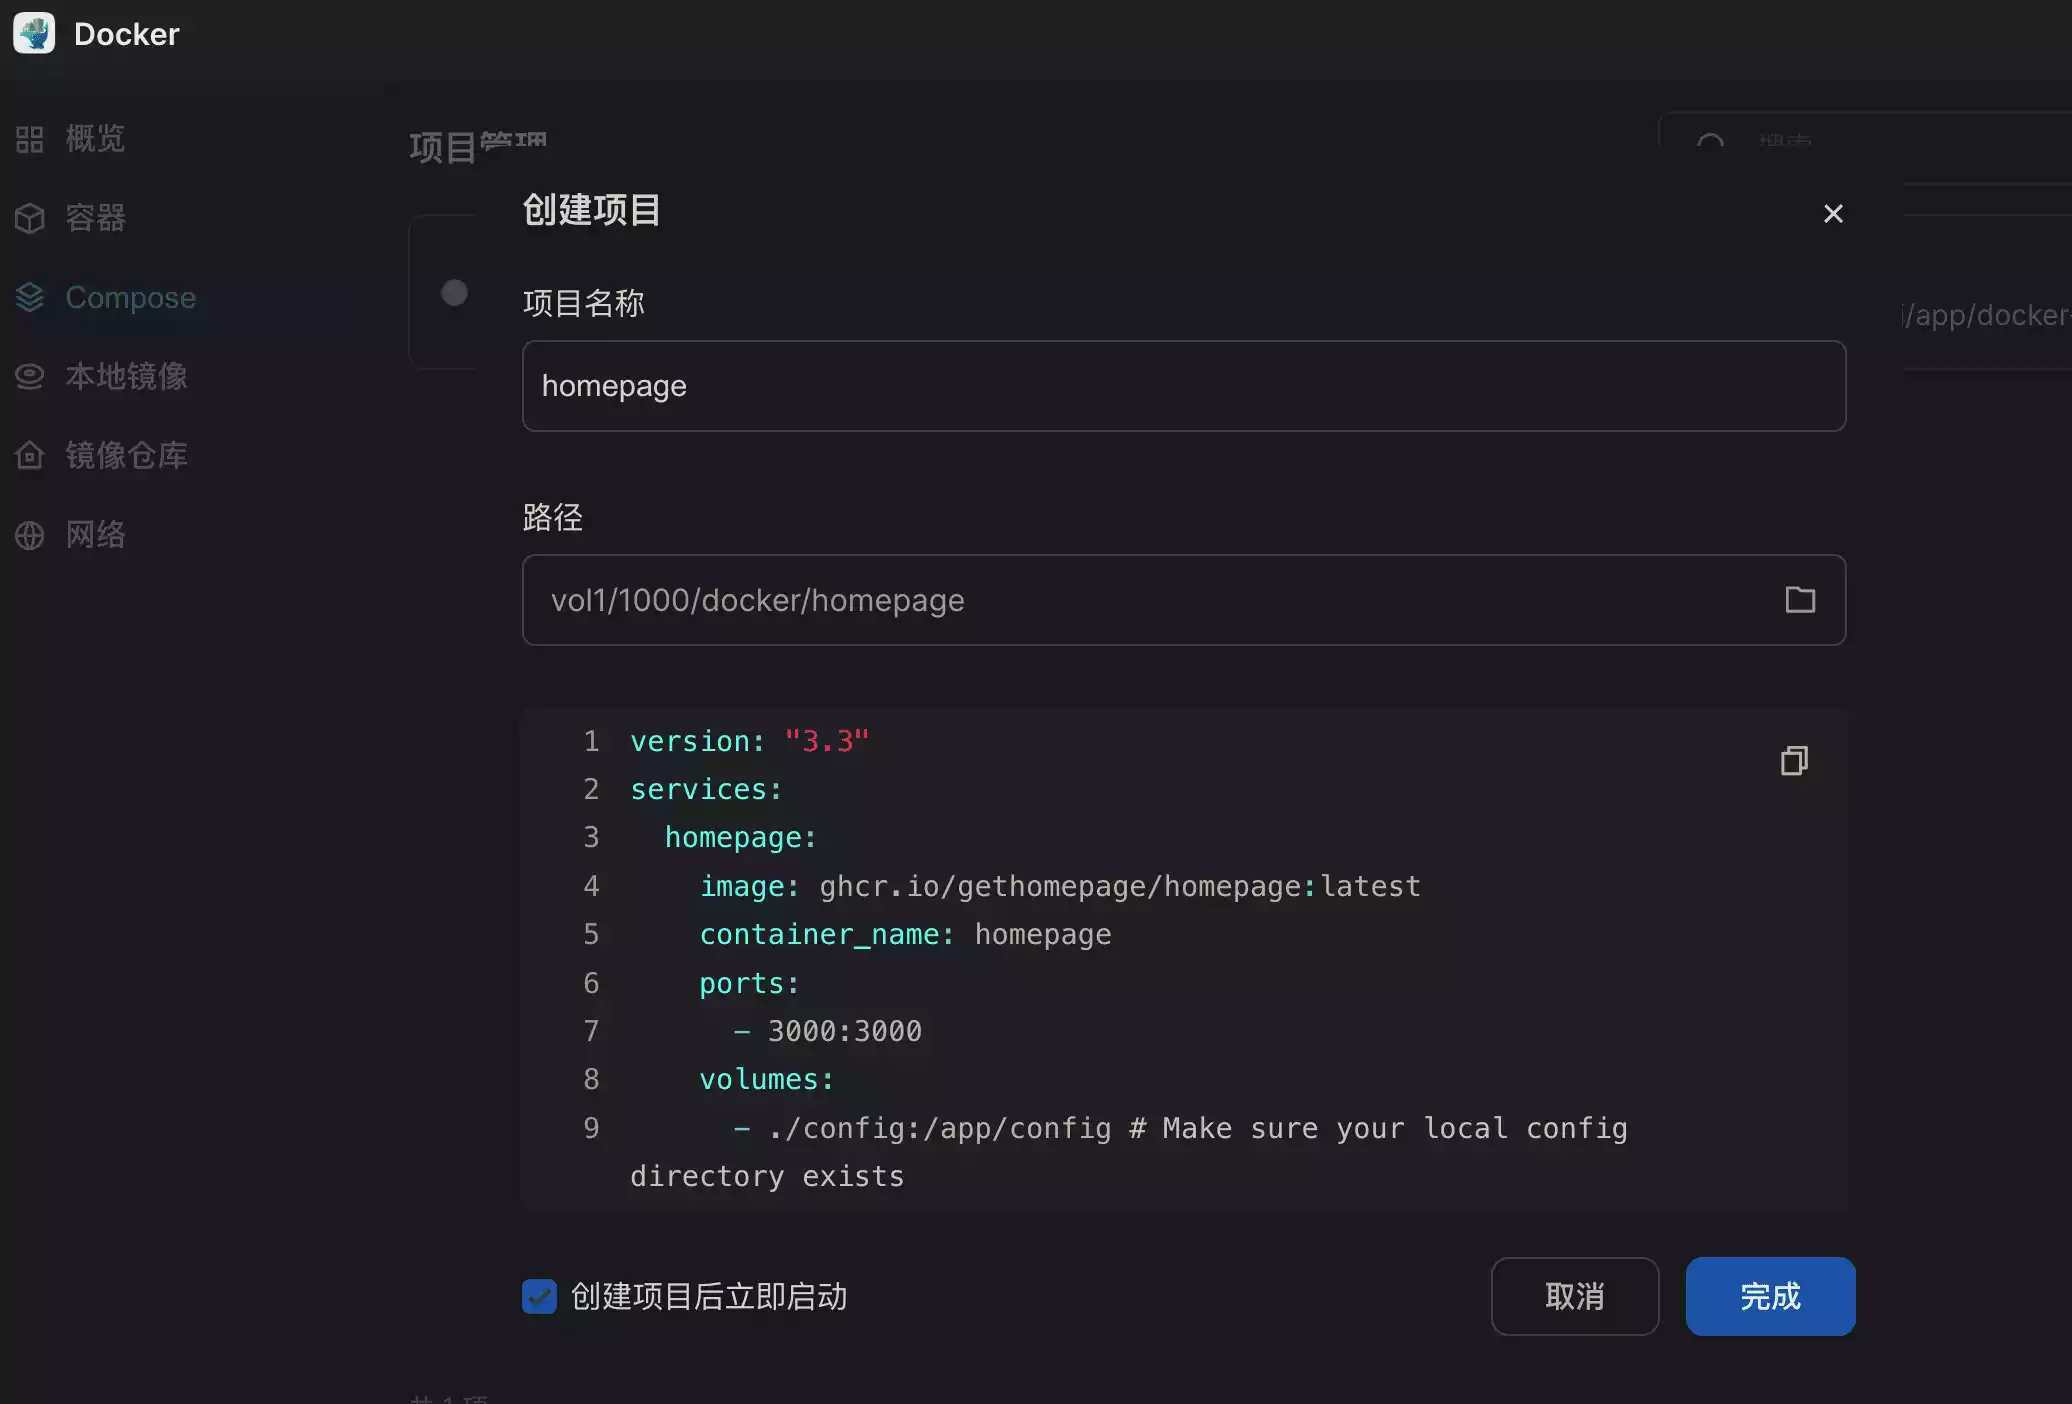 Docker
概览
容器
Compose
本地镜像
镜像仓库
网络
项目管理
搜索
/app/docker-
创建项目
项目名称
homepage
路径
vol1/1000/docker/homepage
1 version: "3.3"
2 services:
3 homepage:
4 image: ghcr.io/gethomepage/homepage:latest
5 container_name: homepage
6 ports:
7 - 3000:3000
8 volumes:
9 - ./config:/app/config # Make sure your local config
directory exists
创建项目后立即启动
取消
完成
共 1 项